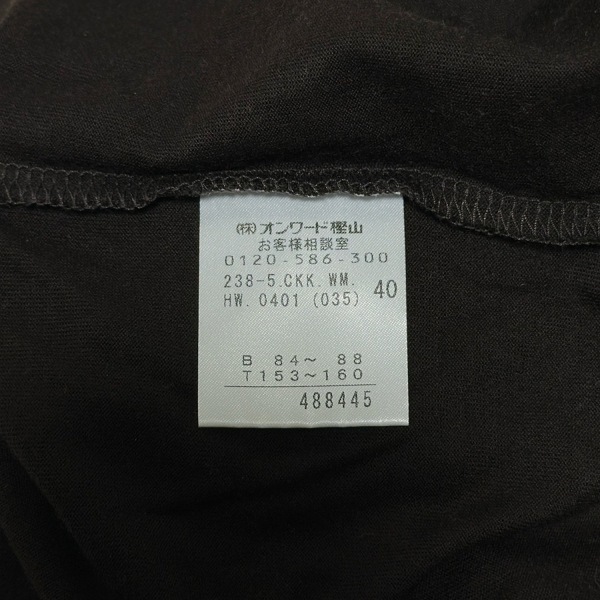 (株)オンワード樫山
お客様相談室
0120-586-300
238-5.CKK.WM.
HW.0401 (035) 40
B 84～ 88
T 153～160
488445